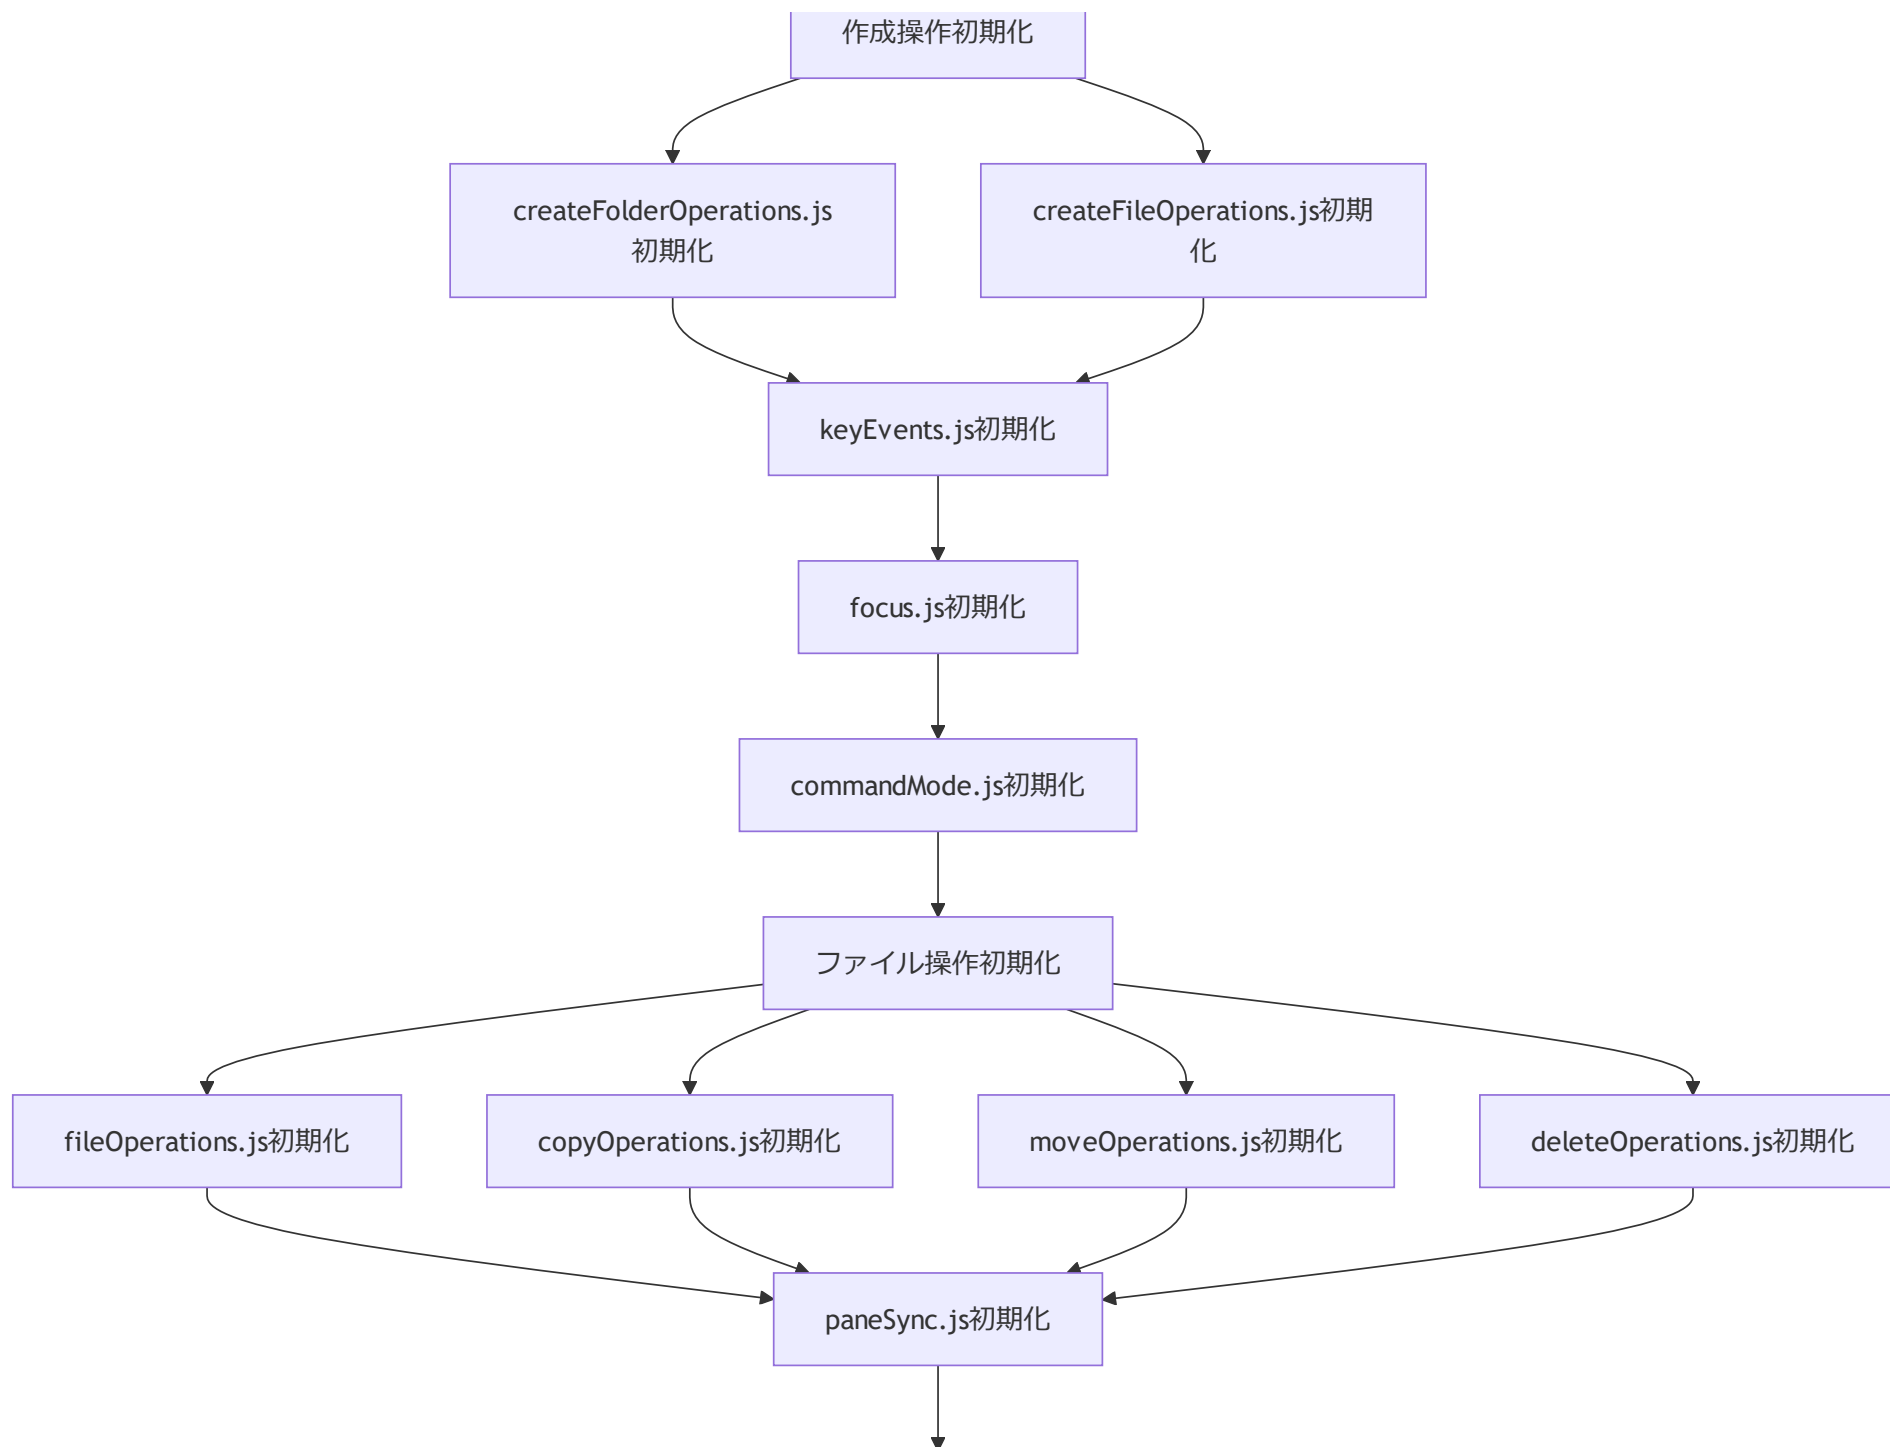 作成操作初期化
createFolderOperations.js
初期化
createFileOperations.js初期
化
keyEvents.js初期化
focus.js初期化
commandMode.js初期化
ファイル操作初期化
fileOperations.js初期化
copyOperations.js初期化
moveOperations.js初期化
deleteOperations.js初期化
paneSync.js初期化